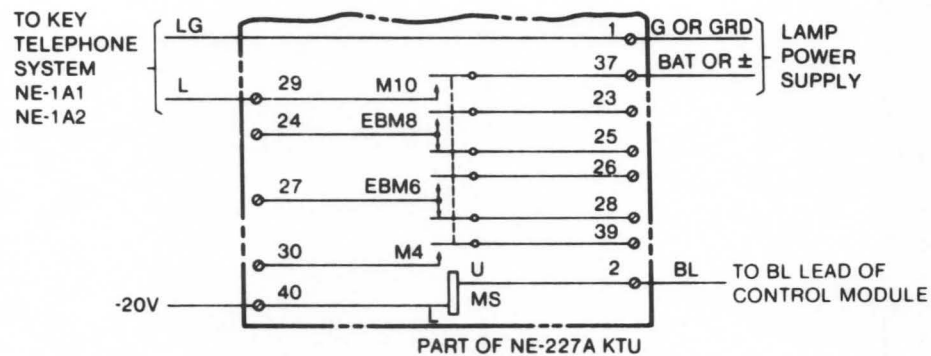 TO KEY
TELEPHONE
SYSTEM
NE-1A1
NE-1A2
LG
L
1
G OR GRD
37
BAT OR ±
LAMP
POWER
SUPPLY
29
M10
23
24
EBM8
25
26
27
EBM6
28
39
30
M4
U
2
BL
TO BL LEAD OF
CONTROL MODULE
-20V
40
L
MS
PART OF NE-227A KTU